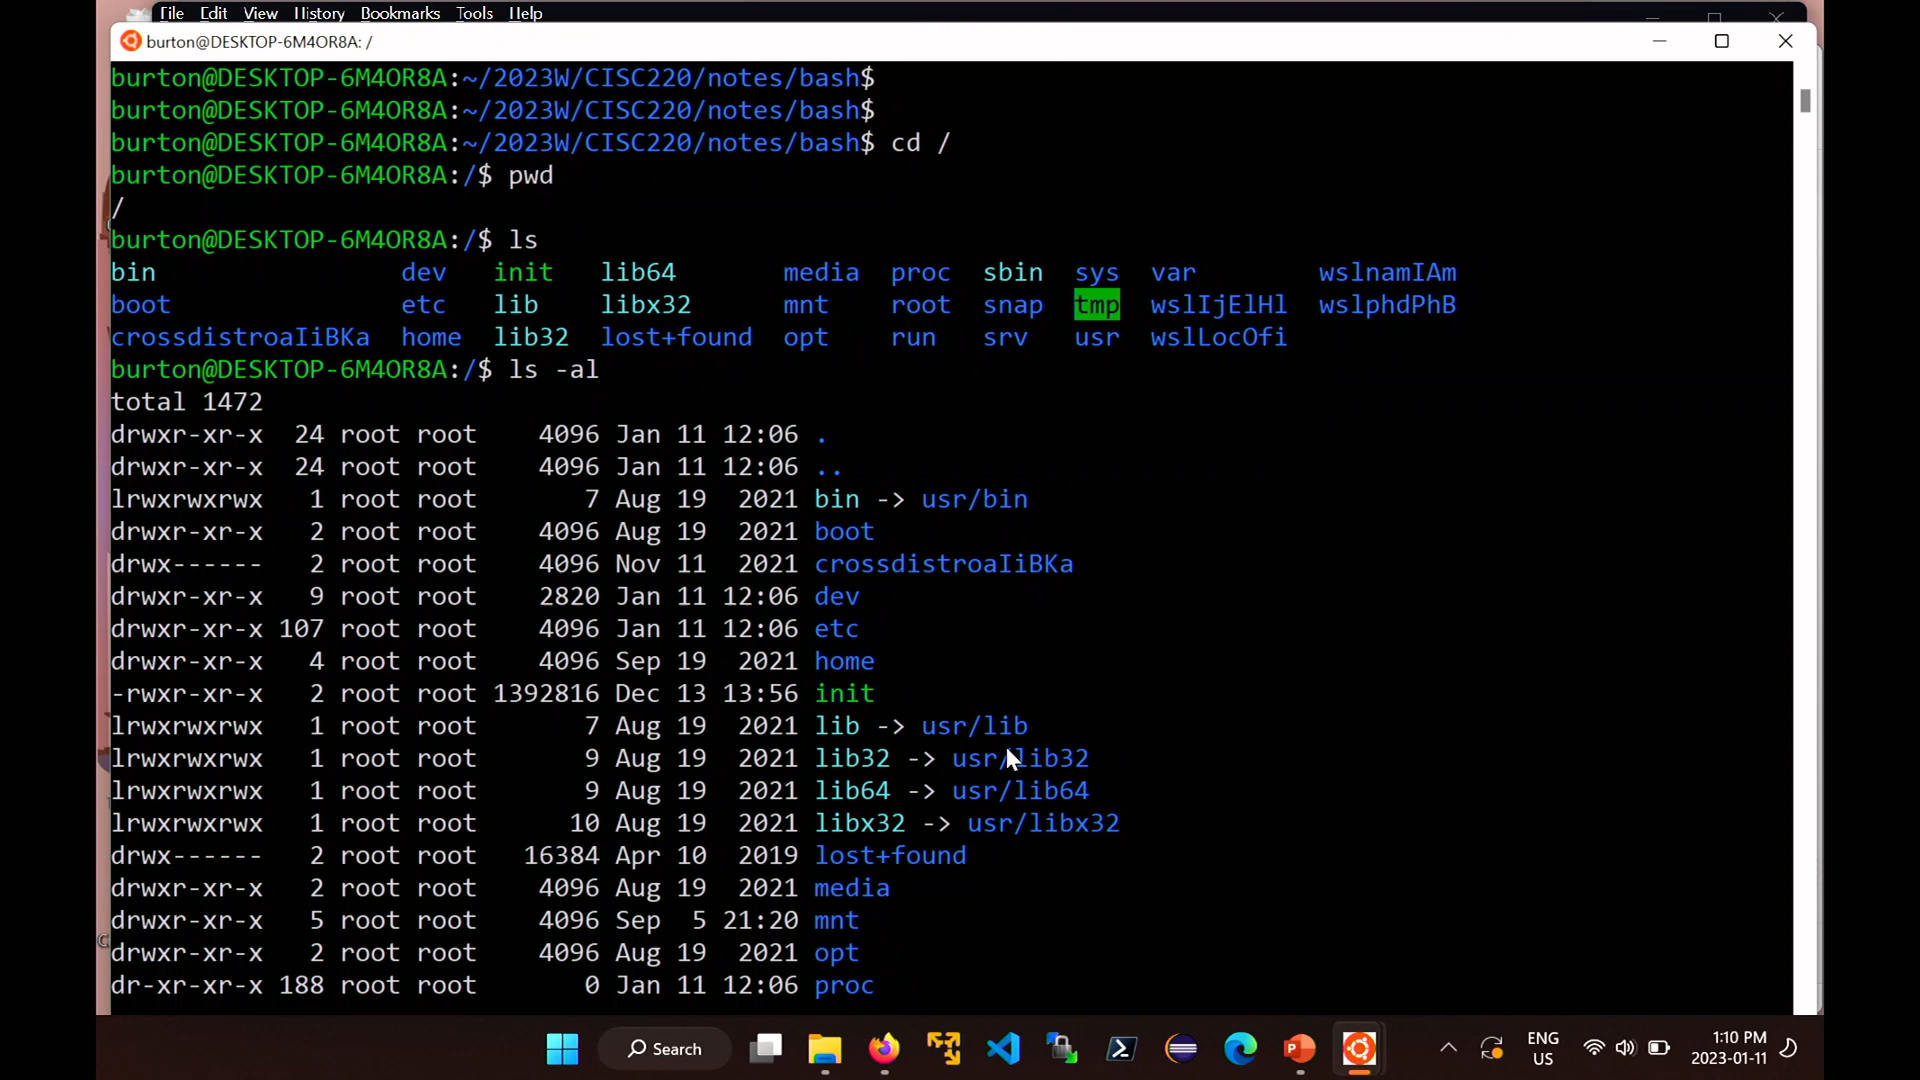 File Edit View History Bookmarks Tools Help
burton@DESKTOP-6M4OR8A: /
burton@DESKTOP-6M4OR8A:~/2023W/CISC220/notes/bash$
burton@DESKTOP-6M4OR8A:~/2023W/CISC220/notes/bash$
burton@DESKTOP-6M4OR8A:~/2023W/CISC220/notes/bash$ cd /
burton@DESKTOP-6M4OR8A:/$ pwd
/
burton@DESKTOP-6M4OR8A:/$ ls
bin dev init lib64 media proc sbin sys var wslnamIAm
boot etc lib libx32 mnt root snap tmp wslIjElHl wslphdPhB
crossdistroaIiBKa home lib32 lost+found opt run srv usr wslLocOfi
burton@DESKTOP-6M4OR8A:/$ ls -al
total 1472
drwxr-xr-x 24 root root 4096 Jan 11 12:06 .
drwxr-xr-x 24 root root 4096 Jan 11 12:06 ..
lrwxrwxrwx 1 root root 7 Aug 19 2021 bin -> usr/bin
drwxr-xr-x 2 root root 4096 Aug 19 2021 boot
drwx------ 2 root root 4096 Nov 11 2021 crossdistroaIiBKa
drwxr-xr-x 9 root root 2820 Jan 11 12:06 dev
drwxr-xr-x 107 root root 4096 Jan 11 12:06 etc
drwxr-xr-x 4 root root 4096 Sep 19 2021 home
-rwxr-xr-x 2 root root 1392816 Dec 13 13:56 init
lrwxrwxrwx 1 root root 7 Aug 19 2021 lib -> usr/lib
lrwxrwxrwx 1 root root 9 Aug 19 2021 lib32 -> usr/lib32
lrwxrwxrwx 1 root root 9 Aug 19 2021 lib64 -> usr/lib64
lrwxrwxrwx 1 root root 10 Aug 19 2021 libx32 -> usr/libx32
drwx------ 2 root root 16384 Apr 10 2019 lost+found
drwxr-xr-x 2 root root 4096 Aug 19 2021 media
drwxr-xr-x 5 root root 4096 Sep 5 21:20 mnt
drwxr-xr-x 2 root root 4096 Aug 19 2021 opt
dr-xr-xr-x 188 root root 0 Jan 11 12:06 proc
Search
ENG
US
1:10 PM
2023-01-11